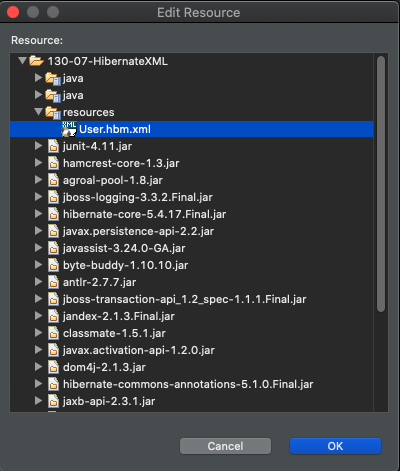 Edit Resource
Resource:
130-07-HibernateXML
java
java
resources
User.hbm.xml
junit-4.11.jar
hamcrest-core-1.3.jar
agroal-pool-1.8.jar
jboss-logging-3.3.2.Final.jar
hibernate-core-5.4.17.Final.jar
javax.persistence-api-2.2.jar
javassist-3.24.0-GA.jar
byte-buddy-1.10.10.jar
antlr-2.7.7.jar
jboss-transaction-api_1.2_spec-1.1.1.Final.jar
jandex-2.1.3.Final.jar
classmate-1.5.1.jar
javax.activation-api-1.2.0.jar
dom4j-2.1.3.jar
hibernate-commons-annotations-5.1.0.Final.jar
jaxb-api-2.3.1.jar
Cancel OK